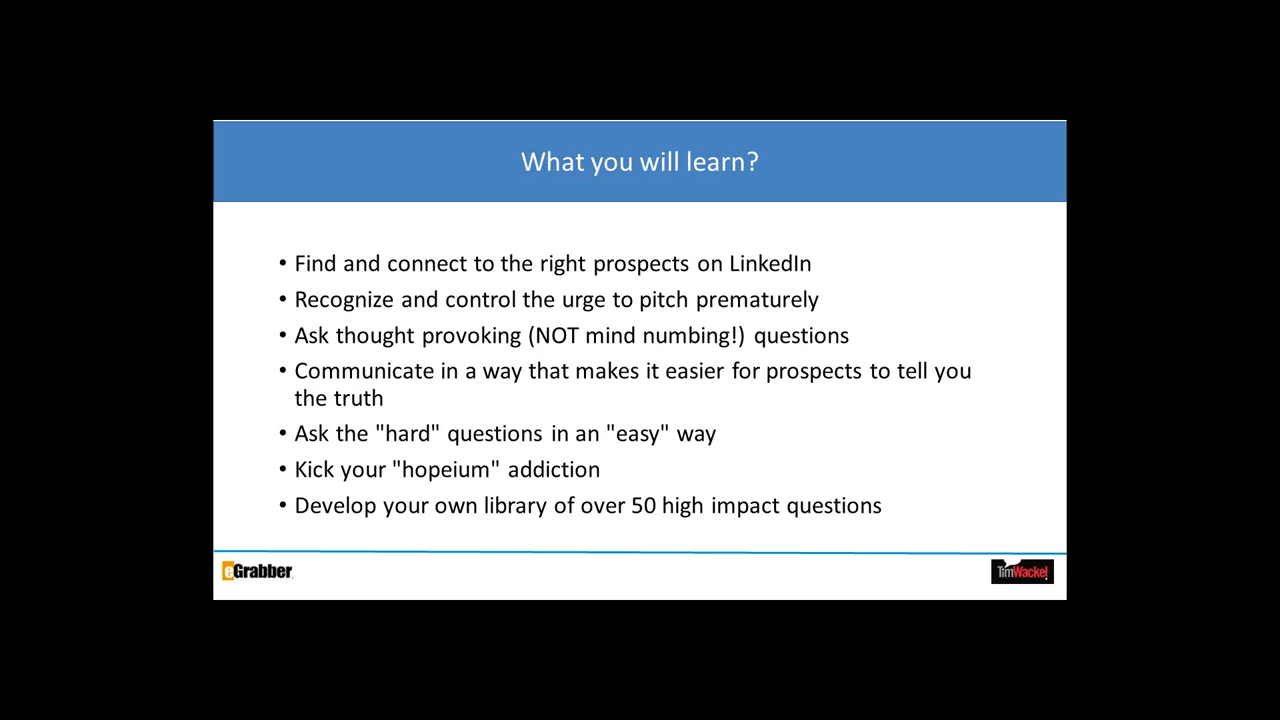 What you will learn?
• Find and connect to the right prospects on LinkedIn
• Recognize and control the urge to pitch prematurely
• Ask thought provoking (NOT mind numbing!) questions
• Communicate in a way that makes it easier for prospects to tell you
the truth
• Ask the "hard" questions in an "easy" way
• Kick your "hopeium" addiction
• Develop your own library of over 50 high impact questions
eGrabber
TimWackel